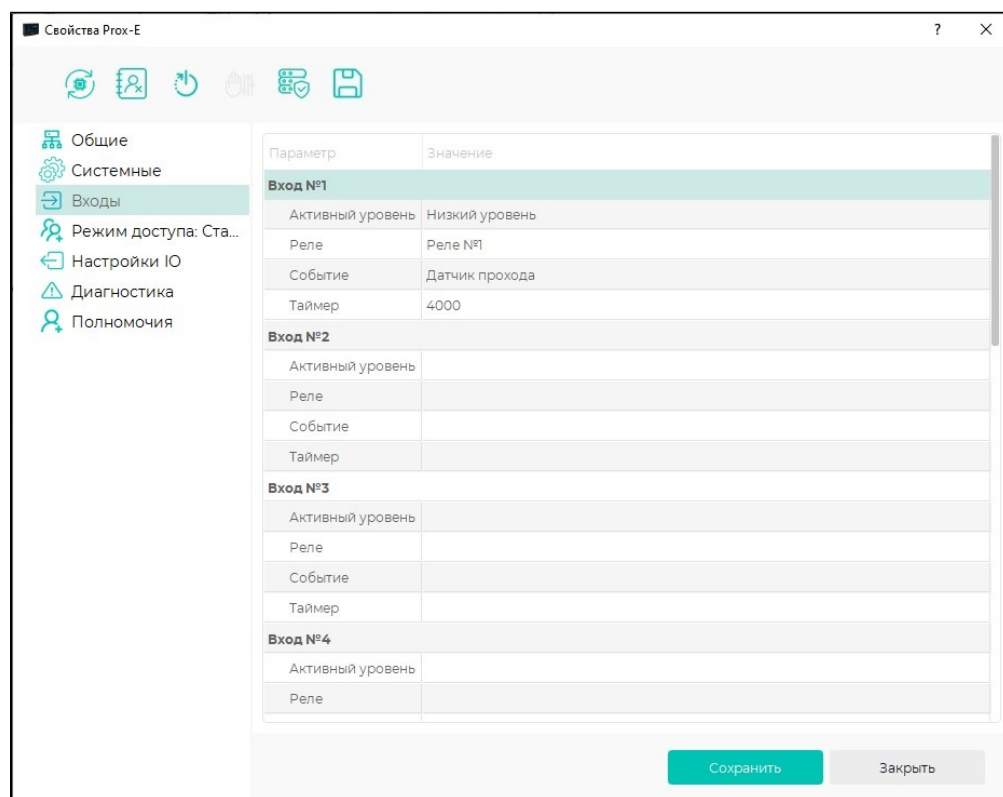 Свойства Prox-E
?
Общие
Системные
Входы
Режим доступа: Ста...
Настройки IO
Диагностика
Полномочия
Параметр Значение
Вход №1
Активный уровень Низкий уровень
Реле Реле №1
Событие Датчик прохода
Таймер 4000
Вход №2
Активный уровень
Реле
Событие
Таймер
Вход №3
Активный уровень
Реле
Событие
Таймер
Вход №4
Активный уровень
Реле
Сохранить Закрыть